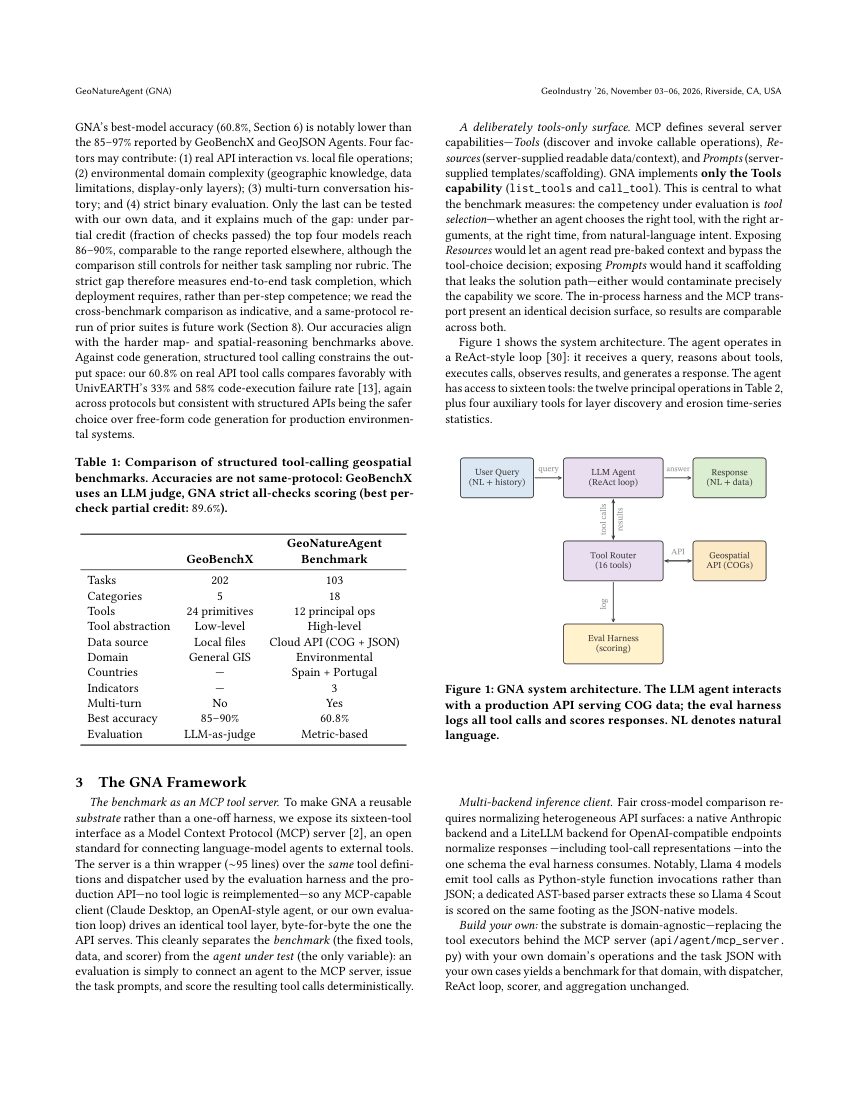 GeoNatureAgent (GNA)
GeoIndustry '26, November 03–06, 2026, Riverside, CA, USA
GNA's best-model accuracy (60.8%, Section 6) is notably lower than
the 85–97% reported by GeoBenchX and GeoJSON Agents. Four fac-
tors may contribute: (1) real API interaction vs. local file operations;
(2) environmental domain complexity (geographic knowledge, data
limitations, display-only layers); (3) multi-turn conversation his-
tory; and (4) strict binary evaluation. Only the last can be tested
with our own data, and it explains much of the gap: under par-
tial credit (fraction of checks passed) the top four models reach
86–90%, comparable to the range reported elsewhere, although the
comparison still controls for neither task sampling nor rubric. The
strict gap therefore measures end-to-end task completion, which
deployment requires, rather than per-step competence; we read the
cross-benchmark comparison as indicative, and a same-protocol re-
run of prior suites is future work (Section 8). Our accuracies align
with the harder map- and spatial-reasoning benchmarks above.
Against code generation, structured tool calling constrains the out-
put space: our 60.8% on real API tool calls compares favorably with
UnivEARTH's 33% and 58% code-execution failure rate [13], again
across protocols but consistent with structured APIs being the safer
choice over free-form code generation for production environmen-
tal systems.
Table 1: Comparison of structured tool-calling geospatial
benchmarks. Accuracies are not same-protocol: GeoBenchX
uses an LLM judge, GNA strict all-checks scoring (best per-
check partial credit: 89.6%).
GeoNatureAgent
GeoBenchX Benchmark
Tasks 202 103
Categories 5 18
Tools 24 primitives 12 principal ops
Tool abstraction Low-level High-level
Data source Local files Cloud API (COG + JSON)
Domain General GIS Environmental
Countries — Spain + Portugal
Indicators — 3
Multi-turn No Yes
Best accuracy 85–90% 60.8%
Evaluation LLM-as-judge Metric-based
3 The GNA Framework
The benchmark as an MCP tool server. To make GNA a reusable
substrate rather than a one-off harness, we expose its sixteen-tool
interface as a Model Context Protocol (MCP) server [2], an open
standard for connecting language-model agents to external tools.
The server is a thin wrapper (~95 lines) over the same tool defini-
tions and dispatcher used by the evaluation harness and the pro-
duction API—no tool logic is reimplemented—so any MCP-capable
client (Claude Desktop, an OpenAI-style agent, or our own evalua-
tion loop) drives an identical tool layer, byte-for-byte the one the
API serves. This cleanly separates the benchmark (the fixed tools,
data, and scorer) from the agent under test (the only variable): an
evaluation is simply to connect an agent to the MCP server, issue
the task prompts, and score the resulting tool calls deterministically.
A deliberately tools-only surface. MCP defines several server
capabilities—Tools (discover and invoke callable operations), Re-
sources (server-supplied readable data/context), and Prompts (server-
supplied templates/scaffolding). GNA implements only the Tools
capability (list_tools and call_tool). This is central to what
the benchmark measures: the competency under evaluation is tool
selection—whether an agent chooses the right tool, with the right ar-
guments, at the right time, from natural-language intent. Exposing
Resources would let an agent read pre-baked context and bypass the
tool-choice decision; exposing Prompts would hand it scaffolding
that leaks the solution path—either would contaminate precisely
the capability we score. The in-process harness and the MCP trans-
port present an identical decision surface, so results are comparable
across both.
Figure 1 shows the system architecture. The agent operates in
a ReAct-style loop [30]: it receives a query, reasons about tools,
executes calls, observes results, and generates a response. The agent
has access to sixteen tools: the twelve principal operations in Table 2,
plus four auxiliary tools for layer discovery and erosion time-series
statistics.
User Query
(NL + history)
query
LLM Agent
(ReAct loop)
answer
Response
(NL + data)
tool calls
results
Tool Router
(16 tools)
API
Geospatial
API (COGs)
log
Eval Harness
(scoring)
Figure 1: GNA system architecture. The LLM agent interacts
with a production API serving COG data; the eval harness
logs all tool calls and scores responses. NL denotes natural
language.
Multi-backend inference client. Fair cross-model comparison re-
quires normalizing heterogeneous API surfaces: a native Anthropic
backend and a LiteLLM backend for OpenAI-compatible endpoints
normalize responses —including tool-call representations —into the
one schema the eval harness consumes. Notably, Llama 4 models
emit tool calls as Python-style function invocations rather than
JSON; a dedicated AST-based parser extracts these so Llama 4 Scout
is scored on the same footing as the JSON-native models.
Build your own: the substrate is domain-agnostic—replacing the
tool executors behind the MCP server (api/agent/mcp_server.
py) with your own domain's operations and the task JSON with
your own cases yields a benchmark for that domain, with dispatcher,
ReAct loop, scorer, and aggregation unchanged.